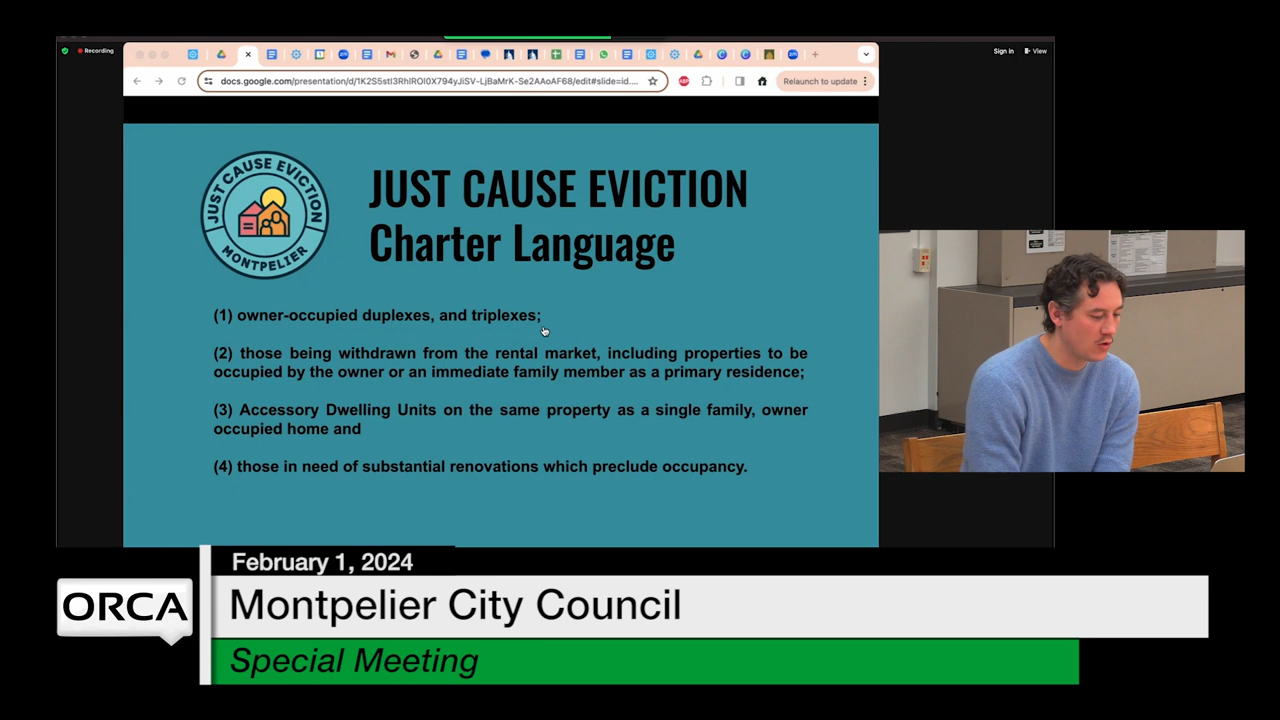 Recording
Sign in
View
docs.google.com/presentation/d/1K2S5stI3RhlROl0X794yJiSV-LjBaMrK-Se2AAoAF68/edit#slide=id....
ABP
Relaunch to update
JUST CAUSE EVICTION
MONTPELIER
JUST CAUSE EVICTION
Charter Language
(1) owner-occupied duplexes, and triplexes;
(2) those being withdrawn from the rental market, including properties to be
occupied by the owner or an immediate family member as a primary residence;
(3) Accessory Dwelling Units on the same property as a single family, owner
occupied home and
(4) those in need of substantial renovations which preclude occupancy.
February 1, 2024
ORCA
Montpelier City Council
Special Meeting